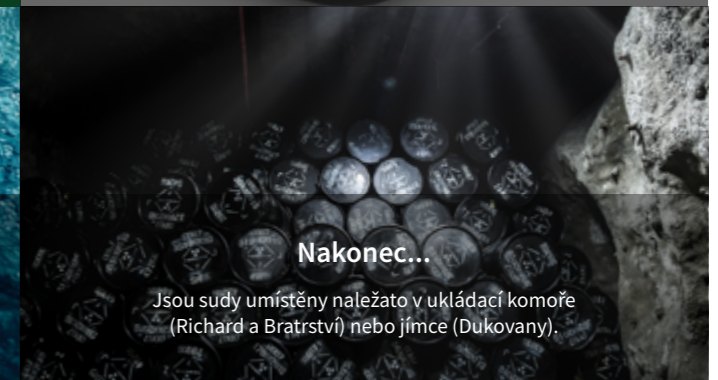 Nakonec...
Jsou sudy umístěny naležato v ukládací komoře
(Richard a Bratrství) nebo jímce (Dukovany).